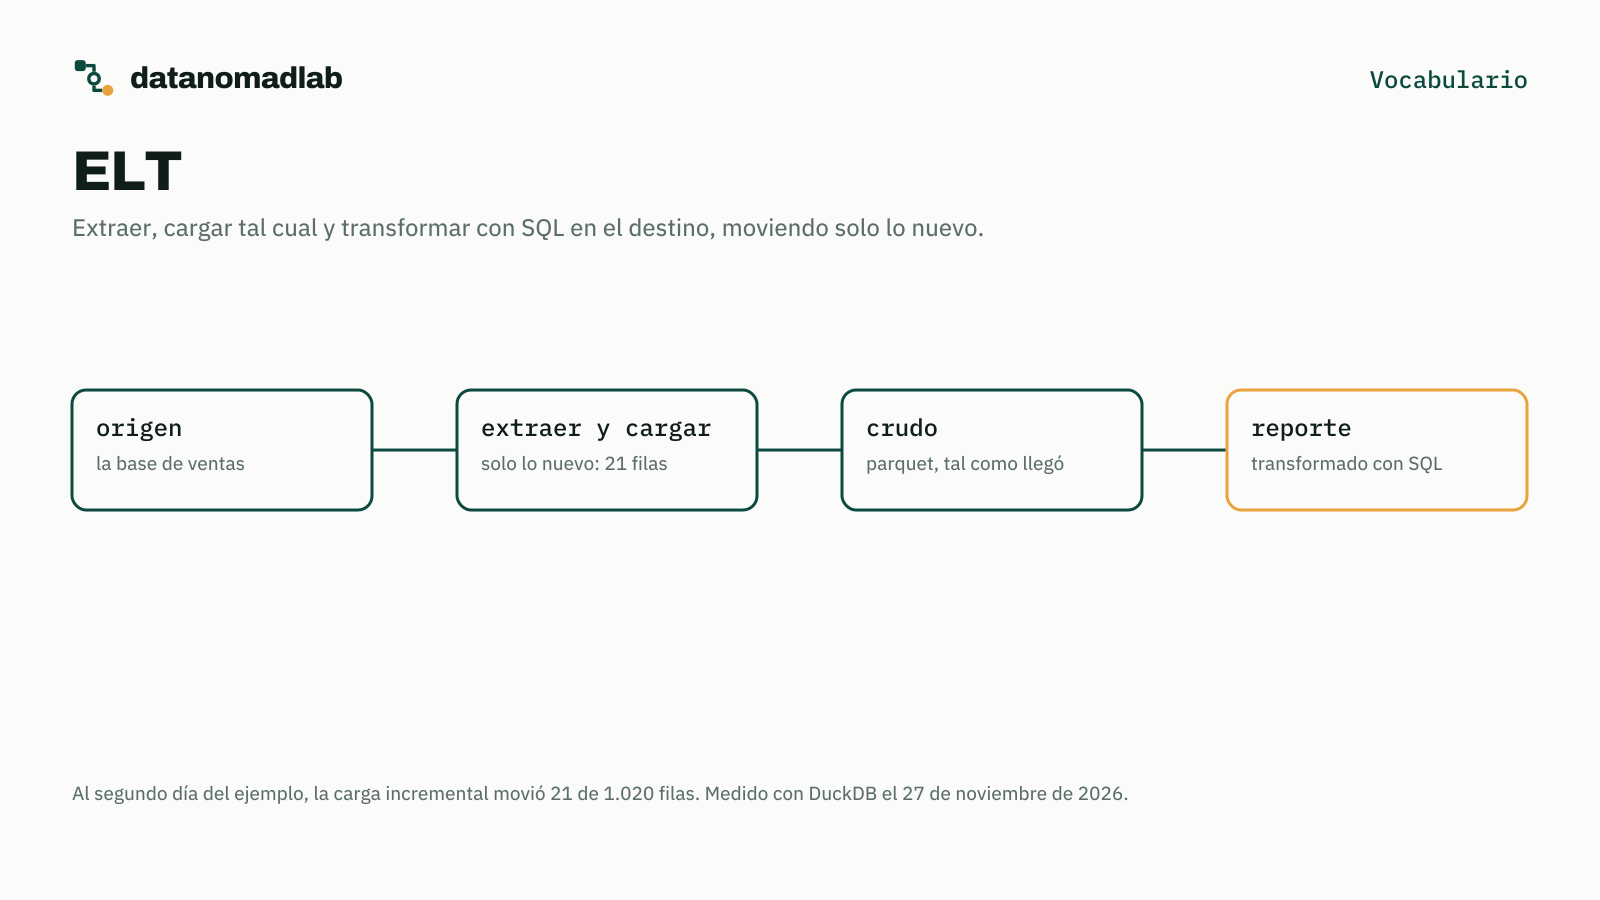 datanomadlab
Vocabulario
ELT
Extraer, cargar tal cual y transformar con SQL en el destino, moviendo solo lo nuevo.
origen
la base de ventas
extraer y cargar
solo lo nuevo: 21 filas
crudo
parquet, tal como llegó
reporte
transformado con SQL
Al segundo día del ejemplo, la carga incremental movió 21 de 1.020 filas. Medido con DuckDB el 27 de noviembre de 2026.